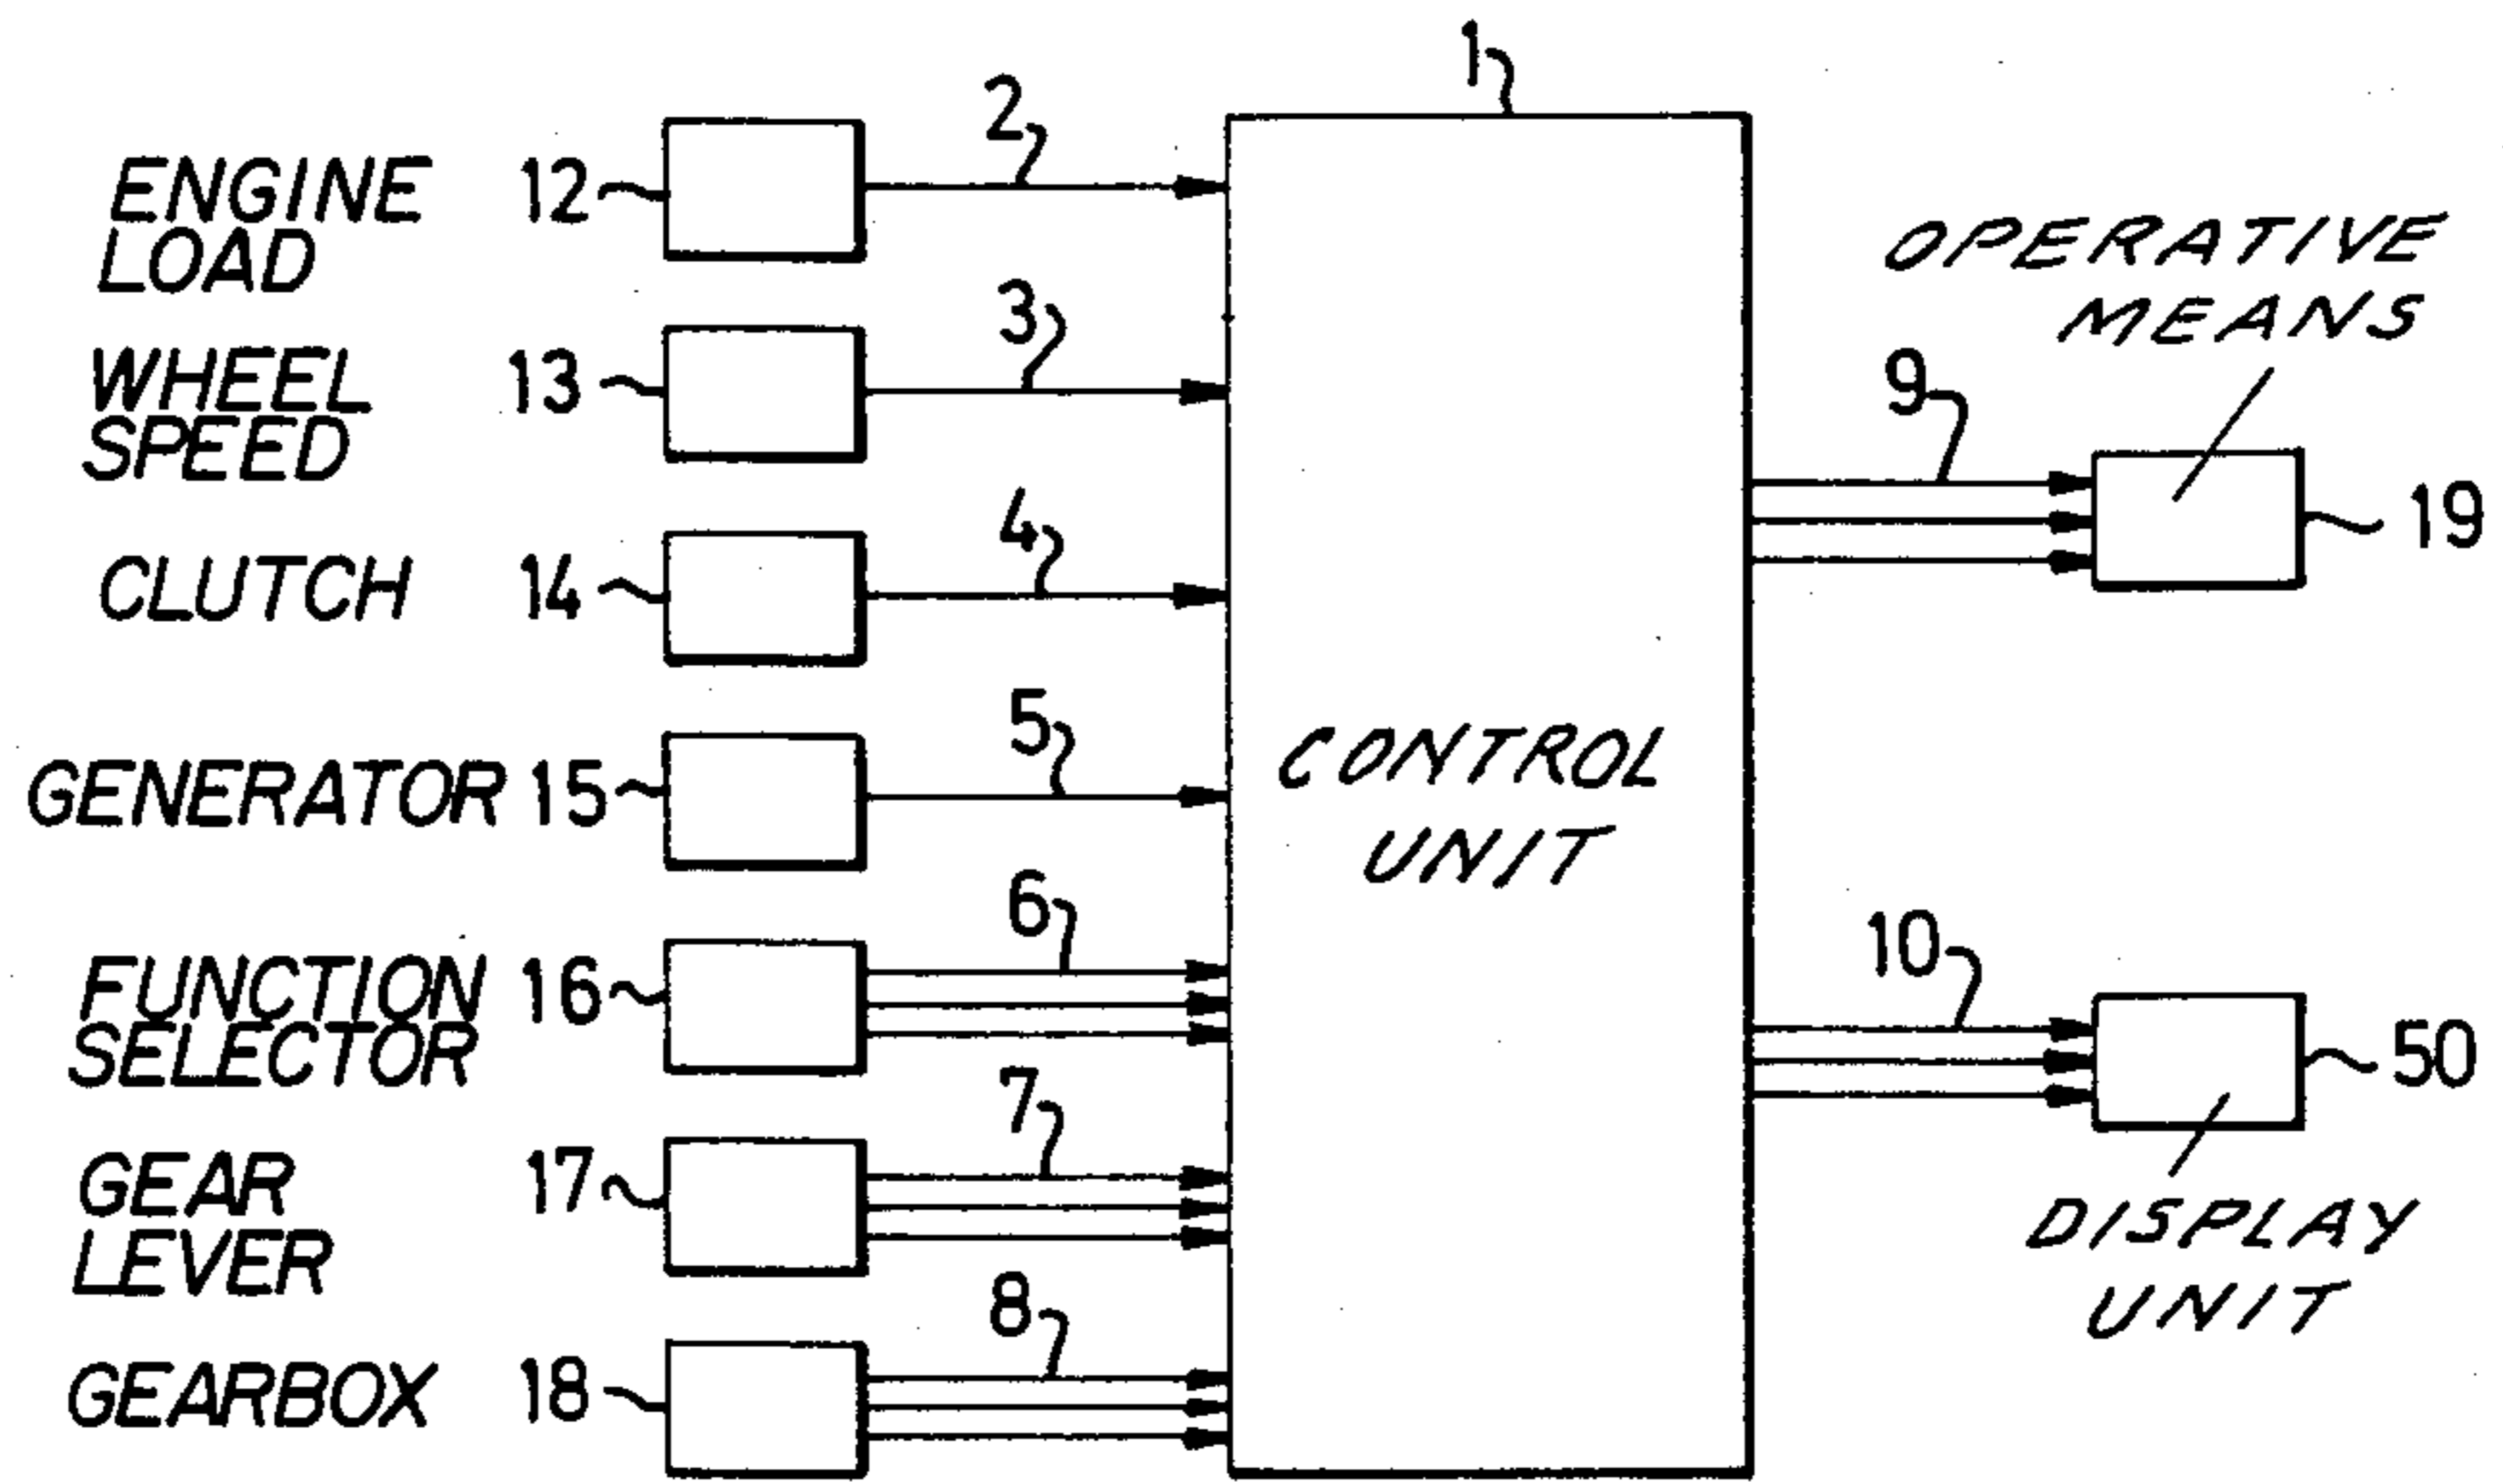 1
2
ENGINE 12
LOAD
3
WHEEL 13
SPEED
4
CLUTCH 14
5
GENERATOR 15
6
FUNCTION 16
SELECTOR
7
GEAR 17
LEVER
8
GEARBOX 18
CONTROL
UNIT
OPERATIVE
MEANS
9
19
10
50
DISPLAY
UNIT